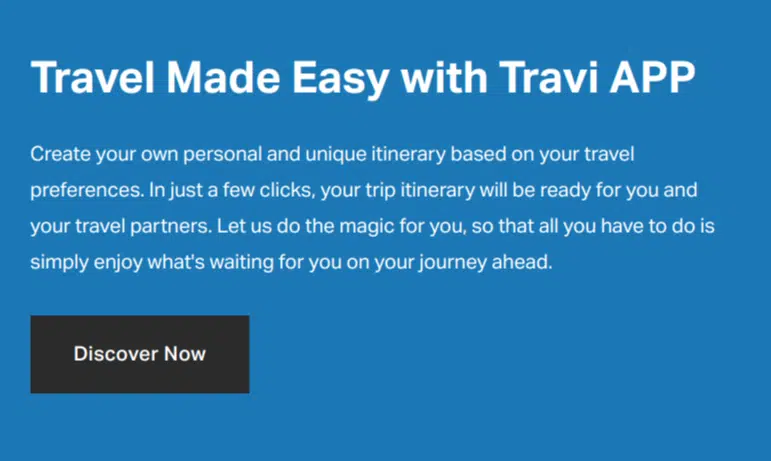 Travel Made Easy with Travi APP
Create your own personal and unique itinerary based on your travel
preferences. In just a few clicks, your trip itinerary will be ready for you and
your travel partners. Let us do the magic for you, so that all you have to do is
simply enjoy what's waiting for you on your journey ahead.
Discover Now